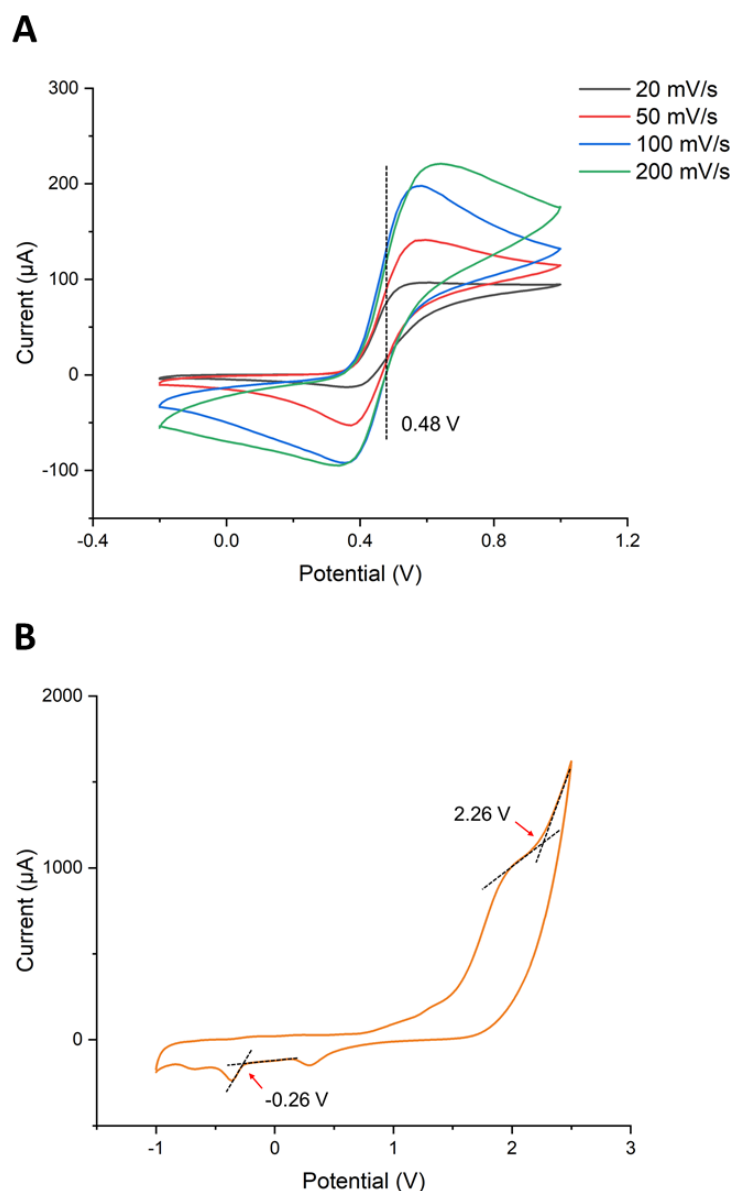 A
20 mV/s
50 mV/s
100 mV/s
200 mV/s
300
200
100
0
-100
Current (µA)
0.48 V
-0.4
0.0
0.4
0.8
1.2
Potential (V)
B
2000
1000
0
Current (µA)
2.26 V
-0.26 V
-1
0
1
2
3
Potential (V)